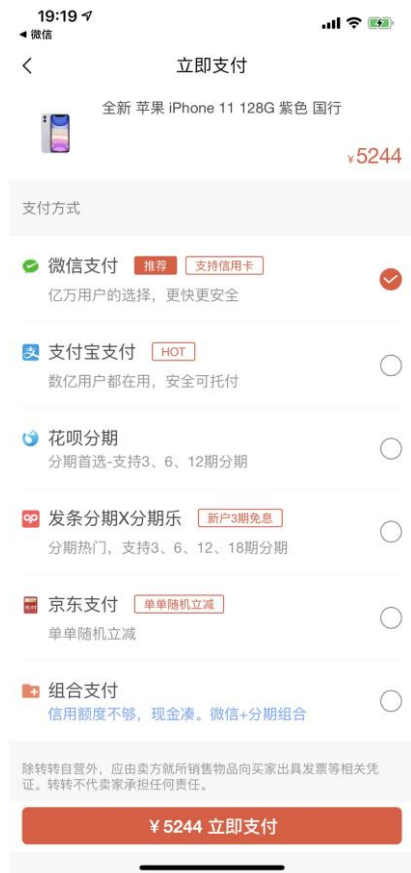 19:19
微信
立即支付
全新 苹果 iPhone 11 128G 紫色 国行
¥5244
支付方式
微信支付 推荐 支持信用卡
亿万用户的选择，更快更安全
支付宝支付 HOT
数亿用户都在用，安全可托付
花呗分期
分期首选-支持3、6、12期分期
发条分期X分期乐 新户3期免息
分期热门，支持3、6、12、18期分期
京东支付 单单随机立减
单单随机立减
组合支付
信用额度不够，现金凑。微信+分期组合
除转转自营外，应由卖方就所销售物品向买家出具发票等相关凭
证。转转不代卖家承担任何责任。
¥5244 立即支付